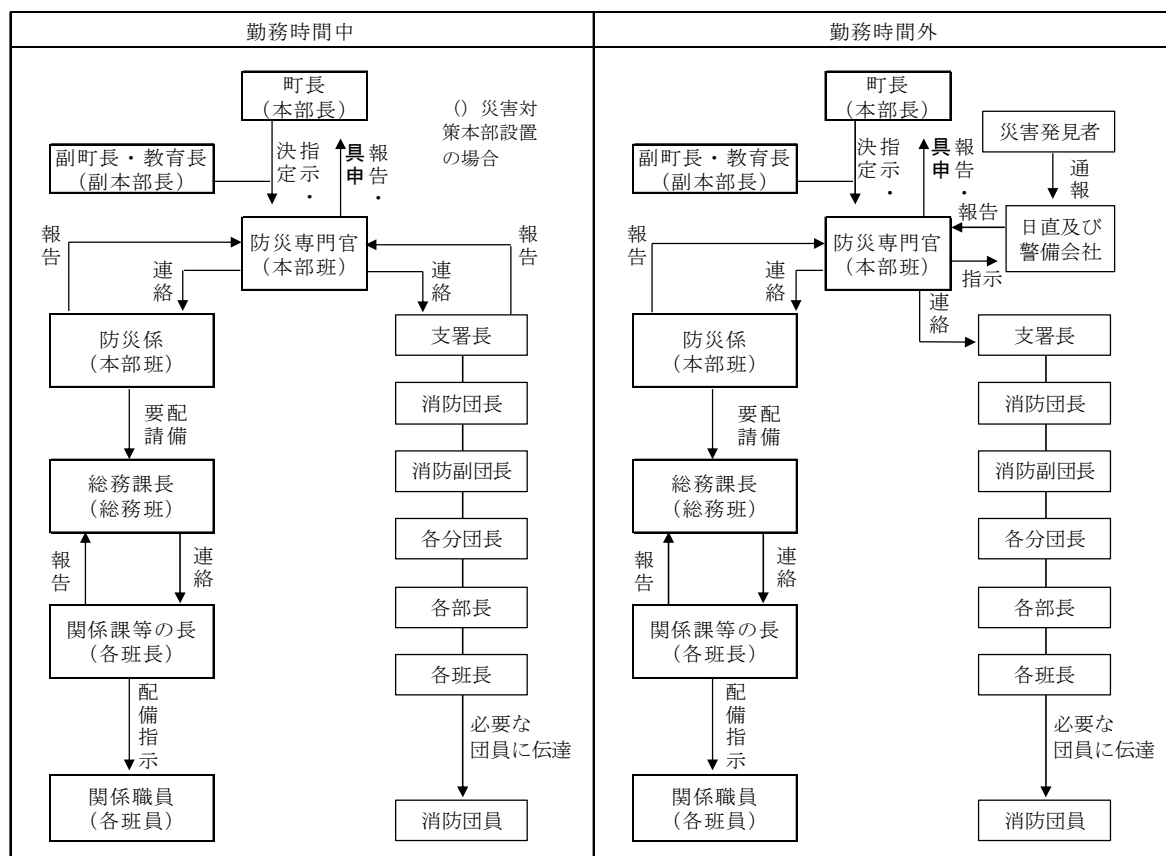 勤務時間中
町長
(本部長)
() 災害対
策本部設置
の場合
副町長・教育長
(副本部長)
指示・
決定
報告・
具申
防災専門官
(本部班)
報告
報告
連絡
連絡
防災係
(本部班)
支署長
配備
要請
消防団長
消防副団長
総務課長
(総務班)
各分団長
報告
連絡
各部長
関係課等の長
(各班長)
各班長
配備指示
必要な
団員に伝達
関係職員
(各班員)
消防団員
勤務時間外
町長
(本部長)
災害発見者
副町長・教育長
(副本部長)
指示・
決定
報告・
具申
通報
報告
日直及び
警備会社
指示
防災専門官
(本部班)
報告
連絡
連絡
防災係
(本部班)
支署長
配備
要請
消防団長
消防副団長
総務課長
(総務班)
各分団長
報告
連絡
各部長
関係課等の長
(各班長)
各班長
配備指示
必要な
団員に伝達
関係職員
(各班員)
消防団員